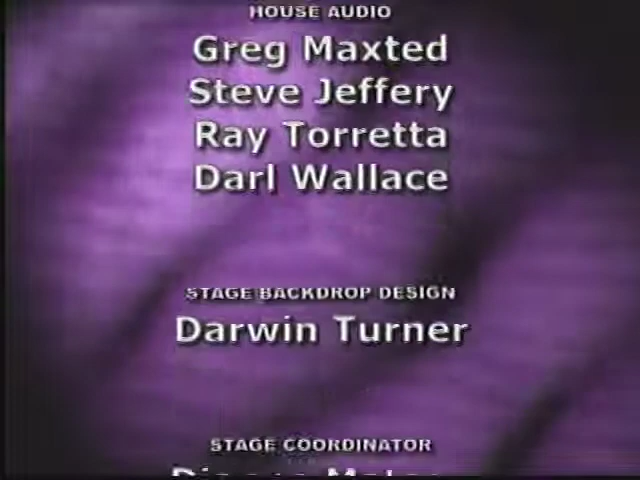 HOUSE AUDIO
Greg Maxted
Steve Jeffery
Ray Torretta
Darl Wallace
STAGE BACKDROP DESIGN
Darwin Turner
STAGE COORDINATOR